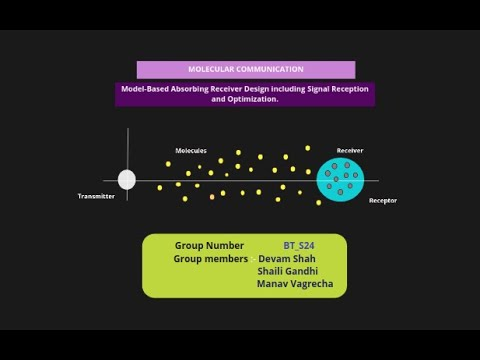 MOLECULAR COMMUNICATION
Model-Based Absorbing Receiver Design including Signal Reception
and Optimization.
Molecules
Receiver
Transmitter
Receptor
Group Number BT_S24
Group members :- Devam Shah
Shaili Gandhi
Manav Vagrecha